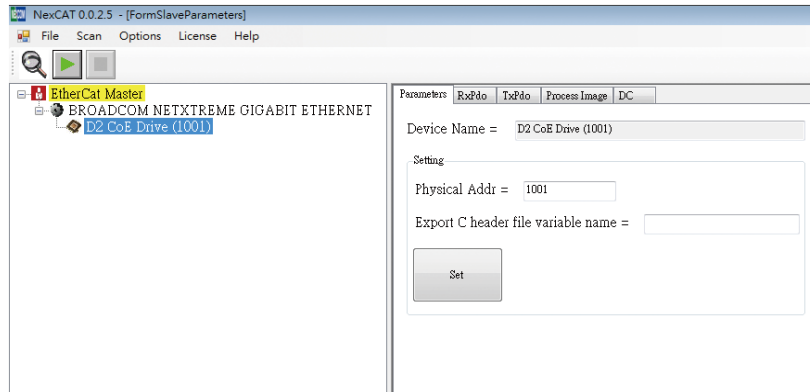 NexCAT 0.0.2.5 - [FormSlaveParameters]
File Scan Options License Help
EtherCat Master
BROADCOM NETXTREME GIGABIT ETHERNET
D2 CoE Drive (1001)
Parameters RxPdo TxPdo Process Image DC
Device Name = D2 CoE Drive (1001)
Setting
Physical Addr = 1001
Export C header file variable name =
Set